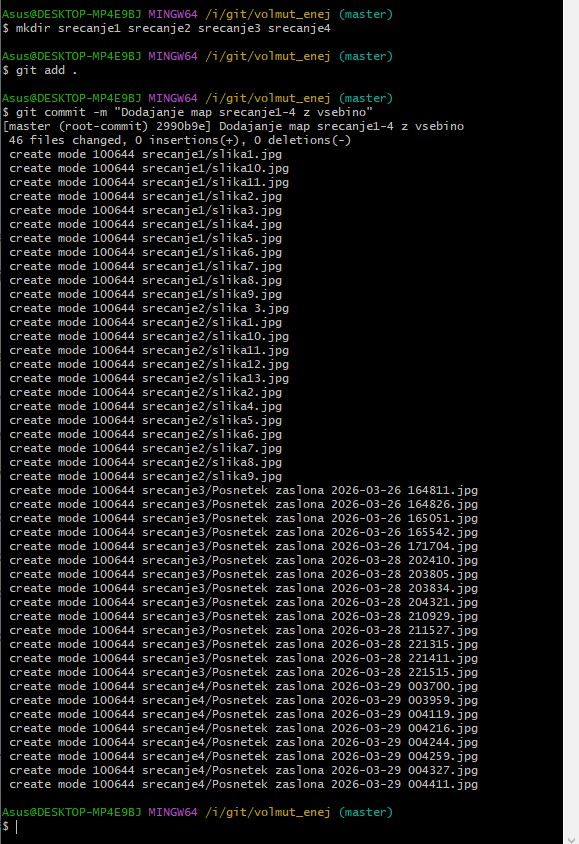 Asus@DESKTOP-MP4E9BJ MINGW64 /i/git/volmut_enej (master)
$ mkdir srecanje1 srecanje2 srecanje3 srecanje4
Asus@DESKTOP-MP4E9BJ MINGW64 /i/git/volmut_enej (master)
$ git add .
Asus@DESKTOP-MP4E9BJ MINGW64 /i/git/volmut_enej (master)
$ git commit -m "Dodajanje map srecanje1-4 z vsebino"
[master (root-commit) 2990b9e] Dodajanje map srecanje1-4 z vsebino
 46 files changed, 0 insertions(+), 0 deletions(-)
 create mode 100644 srecanje1/slika1.jpg
 create mode 100644 srecanje1/slika10.jpg
 create mode 100644 srecanje1/slika11.jpg
 create mode 100644 srecanje1/slika2.jpg
 create mode 100644 srecanje1/slika3.jpg
 create mode 100644 srecanje1/slika4.jpg
 create mode 100644 srecanje1/slika5.jpg
 create mode 100644 srecanje1/slika6.jpg
 create mode 100644 srecanje1/slika7.jpg
 create mode 100644 srecanje1/slika8.jpg
 create mode 100644 srecanje1/slika9.jpg
 create mode 100644 srecanje2/slika 3.jpg
 create mode 100644 srecanje2/slika1.jpg
 create mode 100644 srecanje2/slika10.jpg
 create mode 100644 srecanje2/slika11.jpg
 create mode 100644 srecanje2/slika12.jpg
 create mode 100644 srecanje2/slika13.jpg
 create mode 100644 srecanje2/slika2.jpg
 create mode 100644 srecanje2/slika4.jpg
 create mode 100644 srecanje2/slika5.jpg
 create mode 100644 srecanje2/slika6.jpg
 create mode 100644 srecanje2/slika7.jpg
 create mode 100644 srecanje2/slika8.jpg
 create mode 100644 srecanje2/slika9.jpg
 create mode 100644 srecanje3/Posnetek zaslona 2026-03-26 164811.jpg
 create mode 100644 srecanje3/Posnetek zaslona 2026-03-26 164826.jpg
 create mode 100644 srecanje3/Posnetek zaslona 2026-03-26 165051.jpg
 create mode 100644 srecanje3/Posnetek zaslona 2026-03-26 165542.jpg
 create mode 100644 srecanje3/Posnetek zaslona 2026-03-26 171704.jpg
 create mode 100644 srecanje3/Posnetek zaslona 2026-03-28 202410.jpg
 create mode 100644 srecanje3/Posnetek zaslona 2026-03-28 203805.jpg
 create mode 100644 srecanje3/Posnetek zaslona 2026-03-28 203834.jpg
 create mode 100644 srecanje3/Posnetek zaslona 2026-03-28 204321.jpg
 create mode 100644 srecanje3/Posnetek zaslona 2026-03-28 210929.jpg
 create mode 100644 srecanje3/Posnetek zaslona 2026-03-28 211527.jpg
 create mode 100644 srecanje3/Posnetek zaslona 2026-03-28 221315.jpg
 create mode 100644 srecanje3/Posnetek zaslona 2026-03-28 221411.jpg
 create mode 100644 srecanje3/Posnetek zaslona 2026-03-28 221515.jpg
 create mode 100644 srecanje4/Posnetek zaslona 2026-03-29 003700.jpg
 create mode 100644 srecanje4/Posnetek zaslona 2026-03-29 003959.jpg
 create mode 100644 srecanje4/Posnetek zaslona 2026-03-29 004119.jpg
 create mode 100644 srecanje4/Posnetek zaslona 2026-03-29 004216.jpg
 create mode 100644 srecanje4/Posnetek zaslona 2026-03-29 004244.jpg
 create mode 100644 srecanje4/Posnetek zaslona 2026-03-29 004259.jpg
 create mode 100644 srecanje4/Posnetek zaslona 2026-03-29 004327.jpg
 create mode 100644 srecanje4/Posnetek zaslona 2026-03-29 004411.jpg
Asus@DESKTOP-MP4E9BJ MINGW64 /i/git/volmut_enej (master)
$